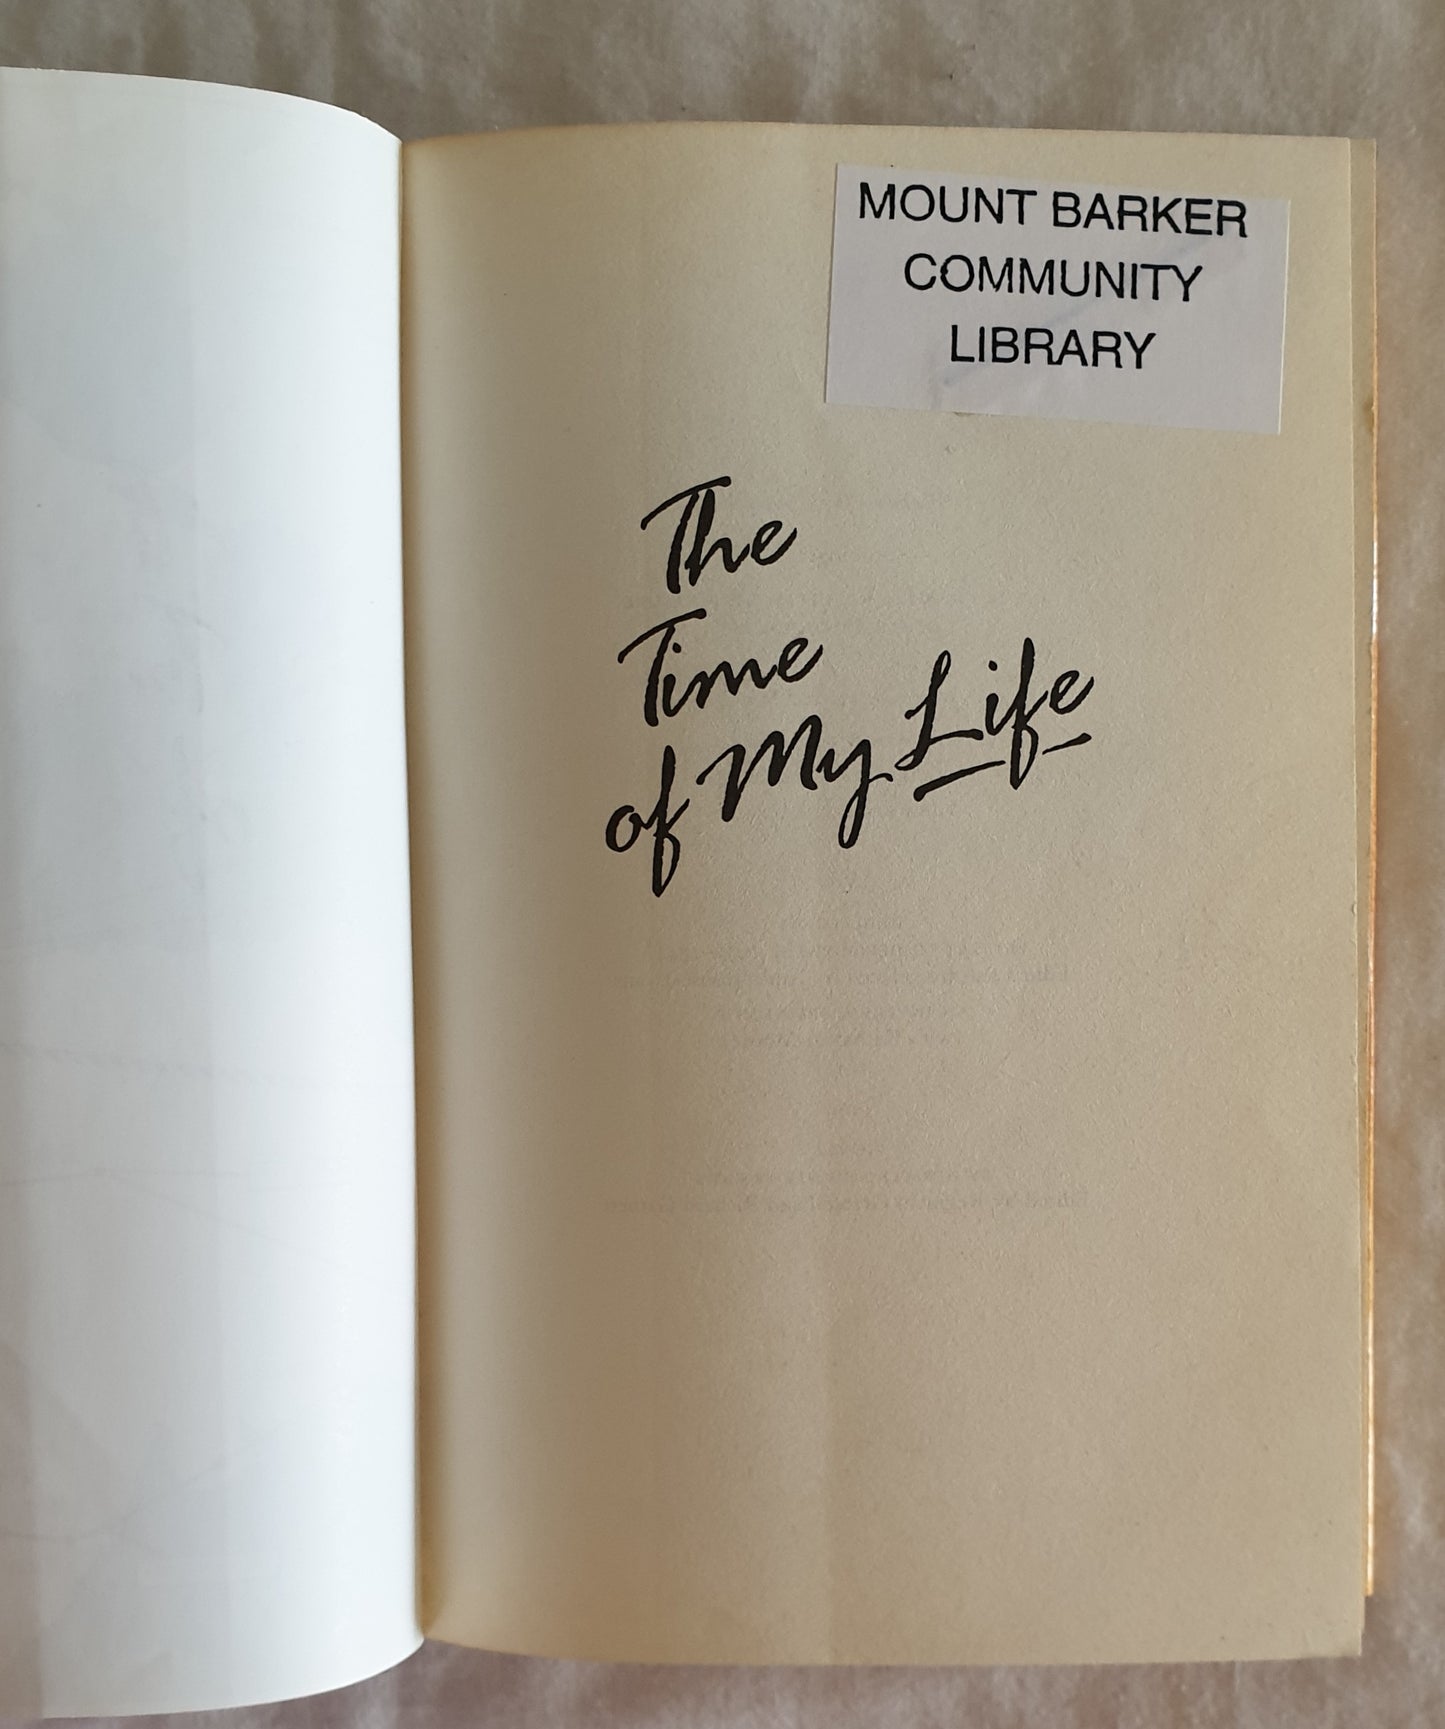 MOUNT BARKER
COMMUNITY
LIBRARY
The
Time
of My Life